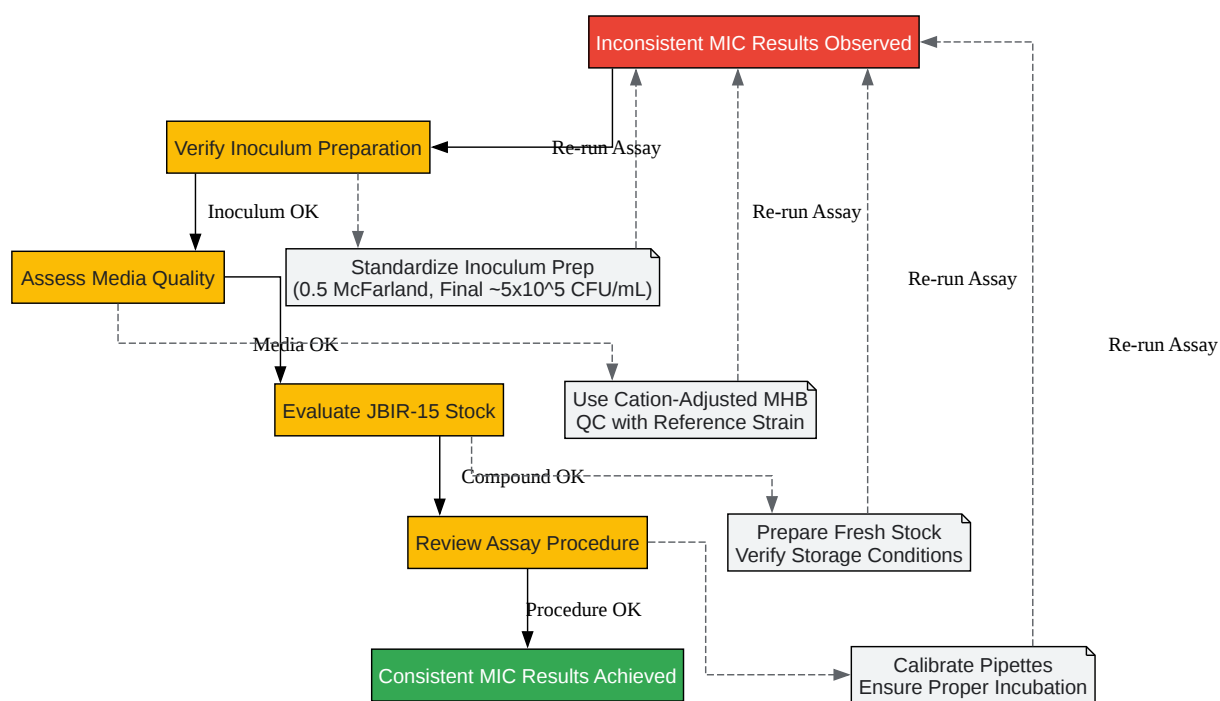 Inconsistent MIC Results Observed
Verify Inoculum Preparation
Re-run Assay
Inoculum OK
Re-run Assay
Assess Media Quality
Standardize Inoculum Prep
(0.5 McFarland, Final ~5x10^5 CFU/mL)
Re-run Assay
Media OK
Re-run Assay
Evaluate JBIR-15 Stock
Use Cation-Adjusted MHB
QC with Reference Strain
Compound OK
Review Assay Procedure
Prepare Fresh Stock
Verify Storage Conditions
Procedure OK
Consistent MIC Results Achieved
Calibrate Pipettes
Ensure Proper Incubation